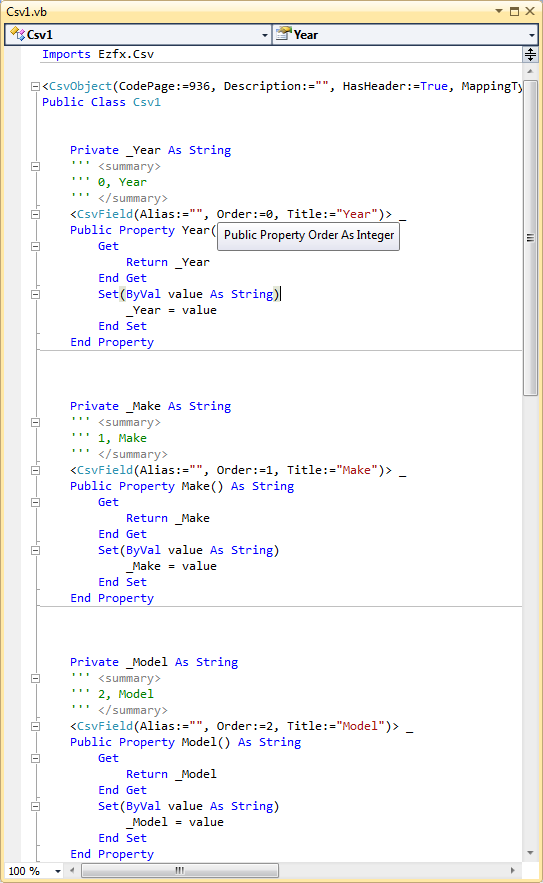 Csv1.vb
Csv1 Year
Imports Ezfx.Csv
<CsvObject(CodePage:=936, Description:="", HasHeader:=True, MappingTy
Public Class Csv1
Private _Year As String
''' <summary>
''' 0, Year
''' </summary>
<CsvField(Alias:="", Order:=0, Title:="Year")> _
Public Property Year(
Public Property Order As Integer
Get
Return _Year
End Get
Set(ByVal value As String)
_Year = value
End Set
End Property
Private _Make As String
''' <summary>
''' 1, Make
''' </summary>
<CsvField(Alias:="", Order:=1, Title:="Make")> _
Public Property Make() As String
Get
Return _Make
End Get
Set(ByVal value As String)
_Make = value
End Set
End Property
Private _Model As String
''' <summary>
''' 2, Model
''' </summary>
<CsvField(Alias:="", Order:=2, Title:="Model")> _
Public Property Model() As String
Get
Return _Model
End Get
Set(ByVal value As String)
_Model = value
End Set
End Property
100 %